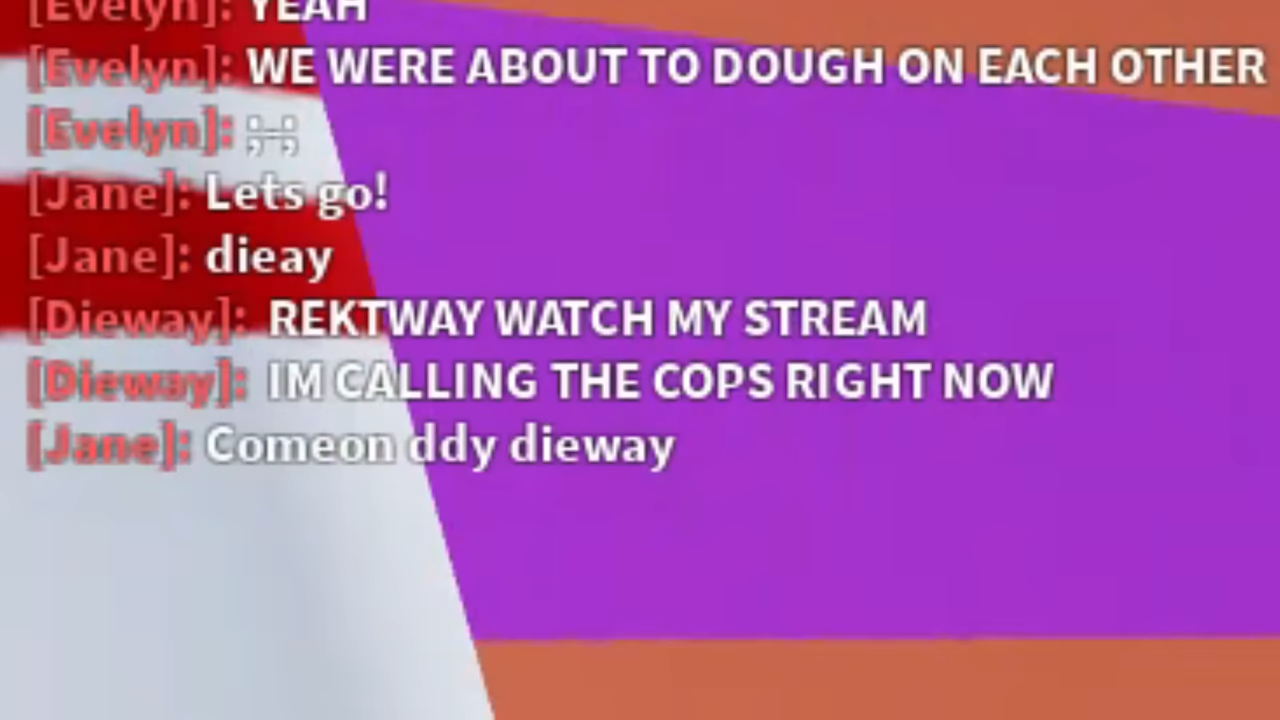 [Evelyn]: YEAH
[Evelyn]: WE WERE ABOUT TO DOUGH ON EACH OTHER
[Evelyn]: ;-;
[Jane]: Lets go!
[Jane]: dieay
[Dieway]: REKTWAY WATCH MY STREAM
[Dieway]: IM CALLING THE COPS RIGHT NOW
[Jane]: Comeon ddy dieway